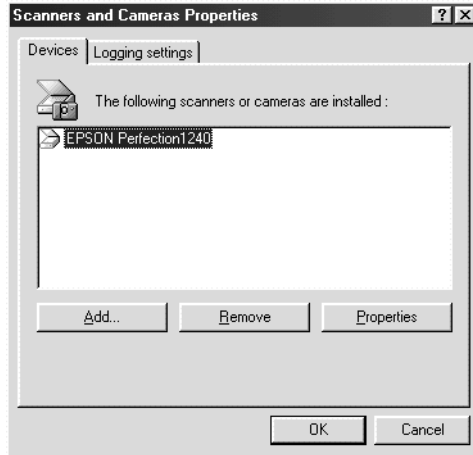 Scanners and Cameras Properties
Devices Logging settings
The following scanners or cameras are installed :
EPSON Perfection1240
Add... Remove Properties
OK Cancel